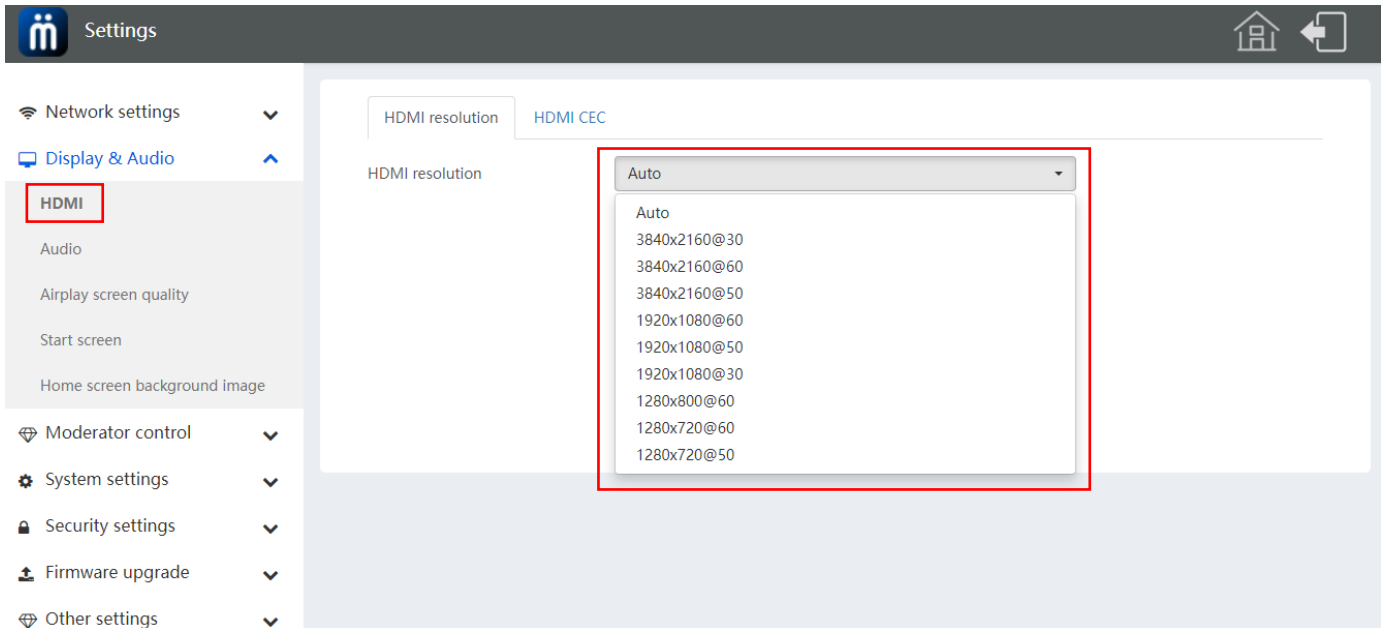 Settings
Network settings
Display & Audio
HDMI
Audio
Airplay screen quality
Start screen
Home screen background image
Moderator control
System settings
Security settings
Firmware upgrade
Other settings
HDMI resolution HDMI CEC
HDMI resolution Auto
Auto
3840x2160@30
3840x2160@60
3840x2160@50
1920x1080@60
1920x1080@50
1920x1080@30
1280x800@60
1280x720@60
1280x720@50